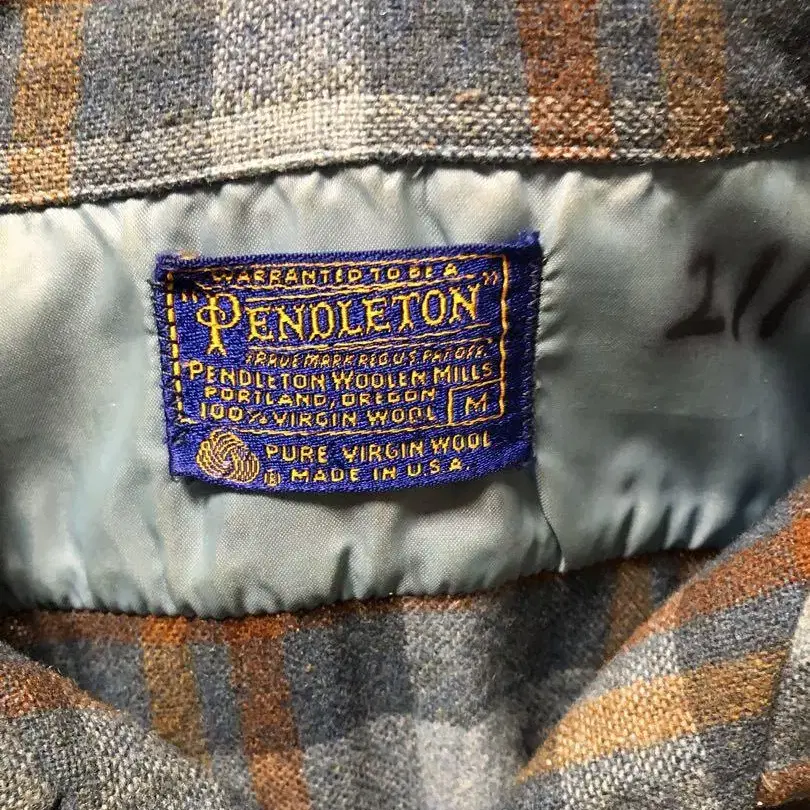 WARRANTED TO BE A
"PENDLETON"
TRADE MARK REG. U.S. PAT. OFF.
PENDLETON WOOLEN MILLS
PORTLAND, OREGON
100% VIRGIN WOOL M
PURE VIRGIN WOOL
® MADE IN U.S.A.